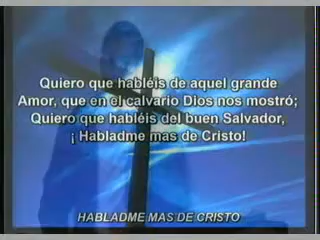 Quiero que habléis de aquel grande
Amor, que en el calvario Dios nos mostró;
Quiero que habléis del buen Salvador,
¡ Habladme mas de Cristo!
HABLADME MAS DE CRISTO